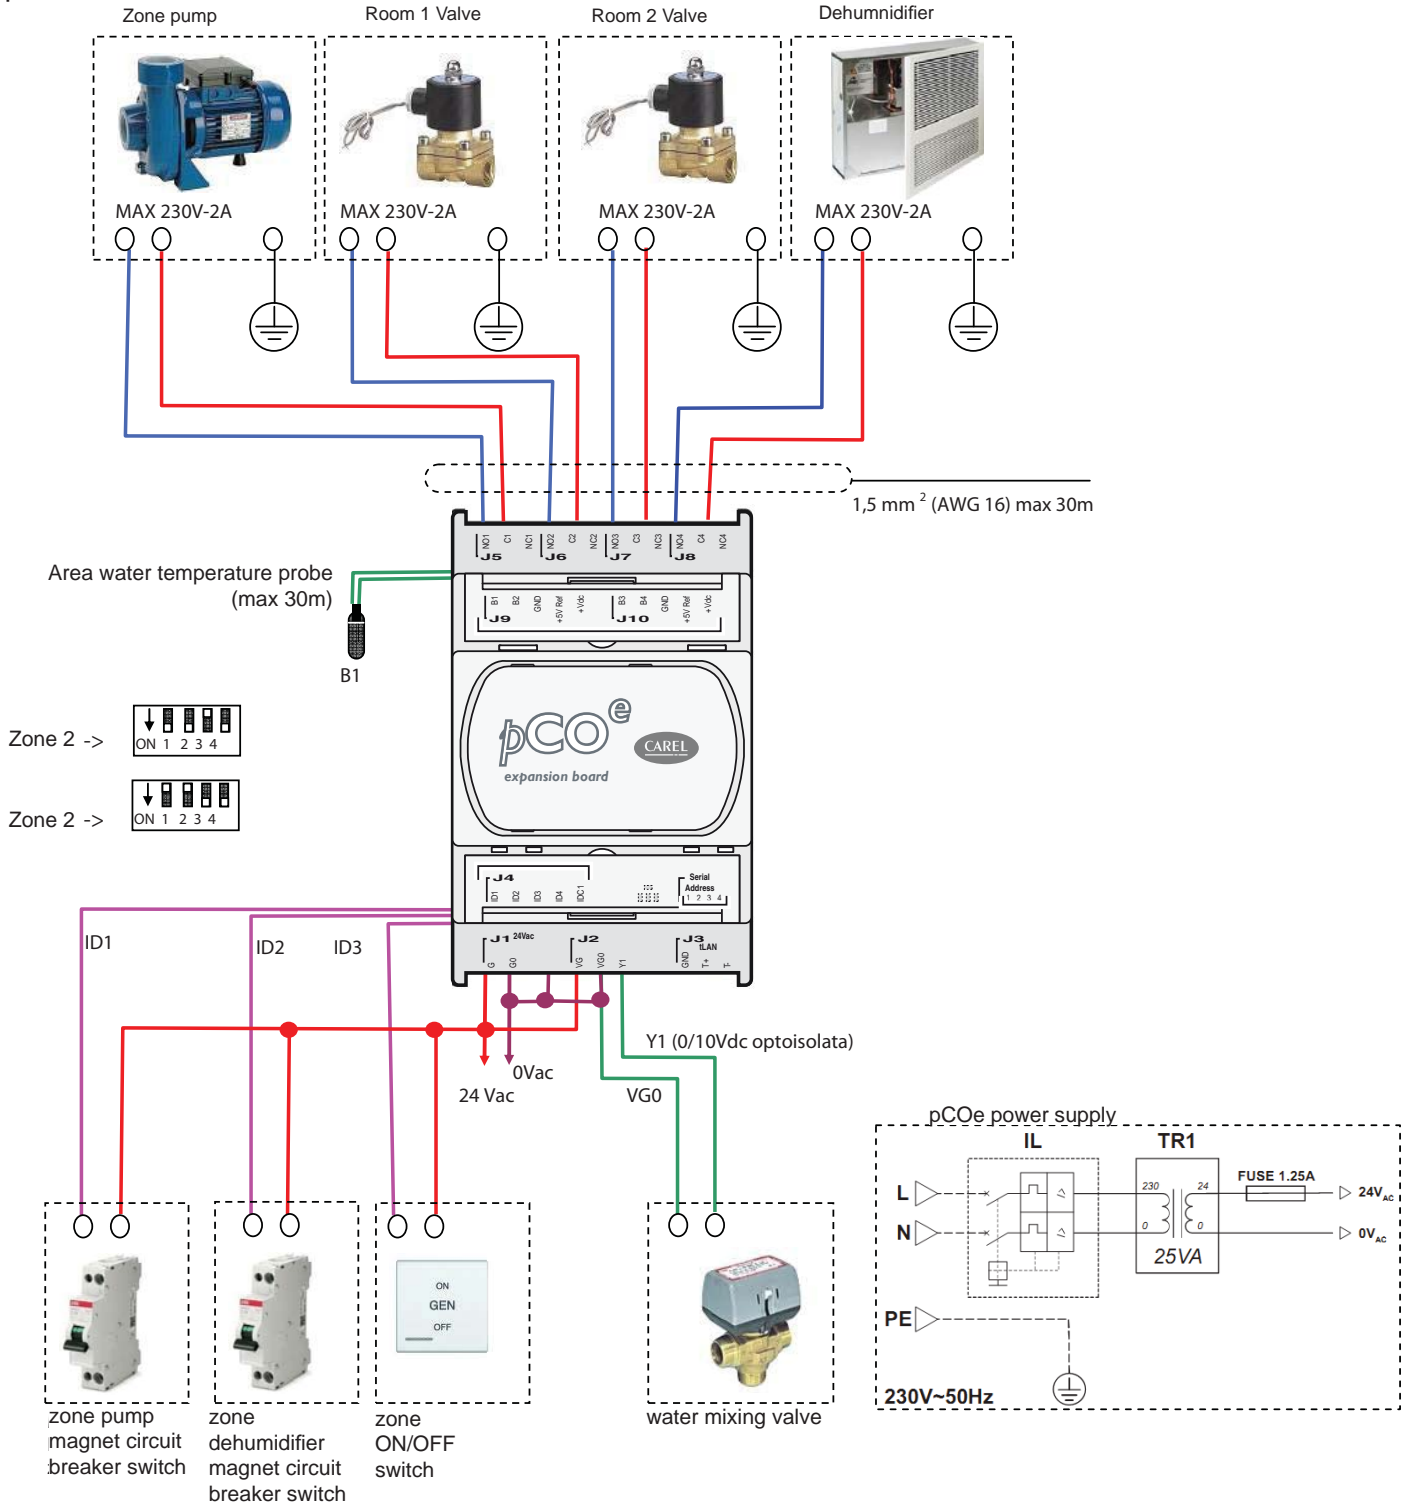 Zone pump
Room 1 Valve
Room 2 Valve
Dehumnidifier
MAX 230V-2A
MAX 230V-2A
MAX 230V-2A
MAX 230V-2A
1,5 mm 2 (AWG 16) max 30m
NO1 C1 NC1 NO2 C2 NC2 NO3 C3 NC3 NO4 C4 NC4
J5 J6 J7 J8
Area water temperature probe
(max 30m)
B1
B1 B2 GND +5V Ref +Vdc B3 B4 GND +5V Ref +Vdc
J9 J10
pCOe
CAREL
expansion board
Zone 2 ->
ON 1 2 3 4
Zone 2 ->
ON 1 2 3 4
J4
ID1 ID2 ID3 ID4 IDC1
Serial
Address
1 2 3 4
J1 24Vac J2 J3 tLAN
G G0 VG VG0 Y1 GND T+ T-
ID1
ID2
ID3
24 Vac
0Vac
VG0
Y1 (0/10Vdc optoisolata)
pCOe power supply
IL
TR1
L
N
230 24
0 0
25VA
FUSE 1.25A
24VAC
0VAC
PE
230V~50Hz
ON
GEN
OFF
zone pump
magnet circuit
breaker switch
zone
dehumidifier
magnet circuit
breaker switch
zone
ON/OFF
switch
water mixing valve